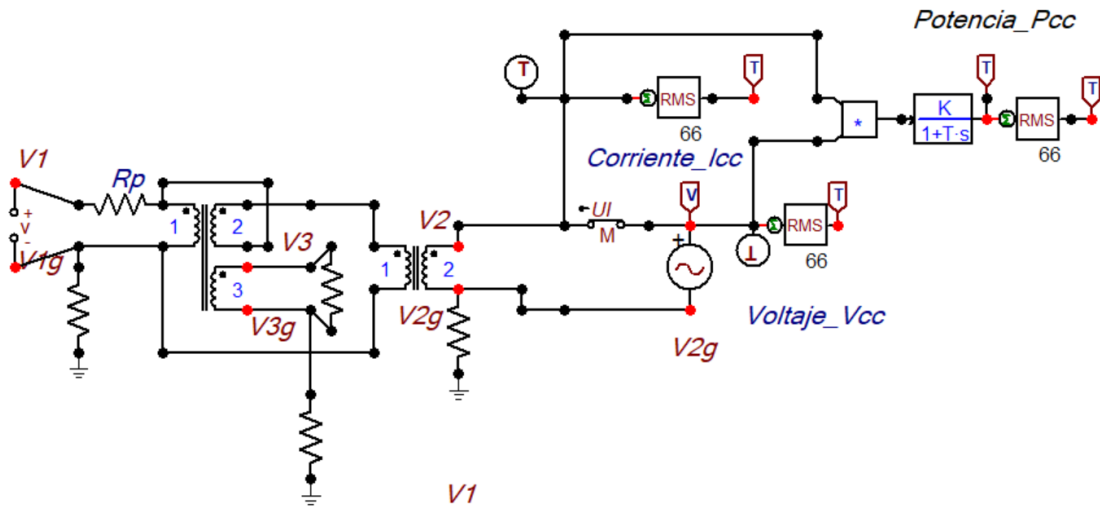 Potencia_Pcc
T
T
T
T
RMS
66
K
1+T·s
RMS
66
*
Corriente_Icc
V1
Rp
+
v
-
V1g
1
2
3
V3
V3g
V2
UI
M
V
T
RMS
66
T
+
1
2
V2g
Voltaje_Vcc
V2g
V1